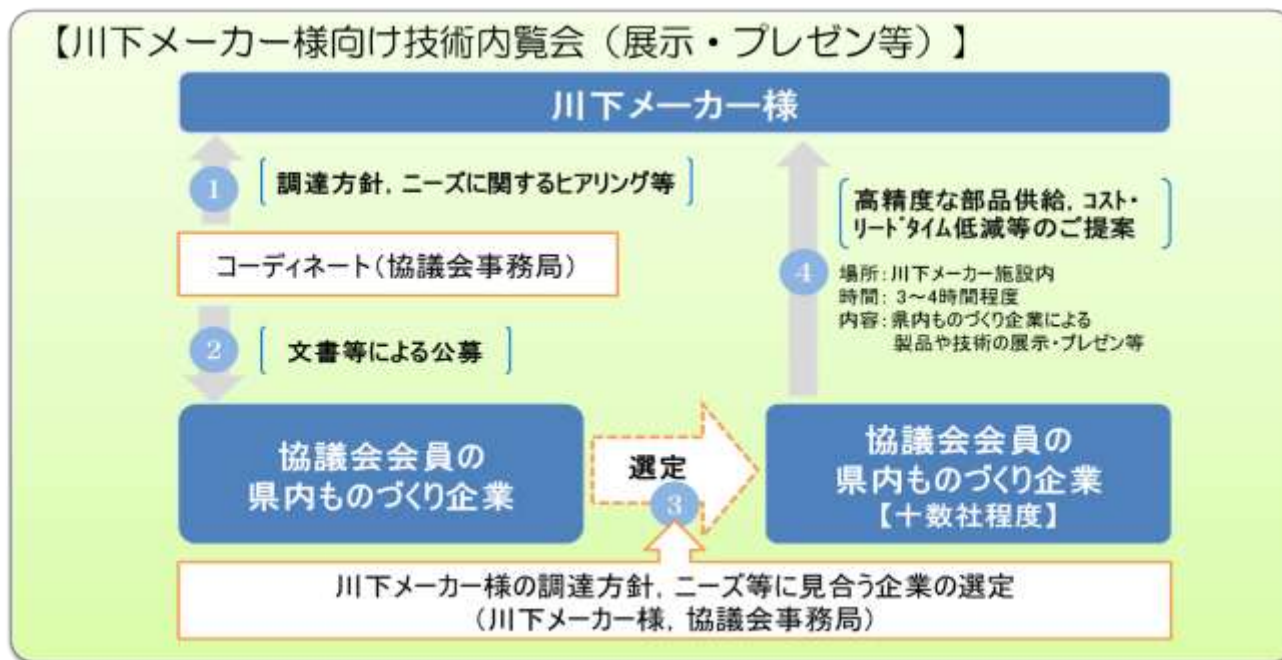 【川下メーカー様向け技術内覧会（展示・プレゼン等）】
川下メーカー様
1
調達方針，ニーズに関するヒアリング等
コーディネート（協議会事務局）
2
文書等による公募
協議会会員の
県内ものづくり企業
選定
3
4
高精度な部品供給，コスト・
リードタイム低減等のご提案
場所：川下メーカー施設内
時間： 3～4時間程度
内容：県内ものづくり企業による
製品や技術の展示・プレゼン等
協議会会員の
県内ものづくり企業
【十数社程度】
川下メーカー様の調達方針，ニーズ等に見合う企業の選定
（川下メーカー様，協議会事務局）